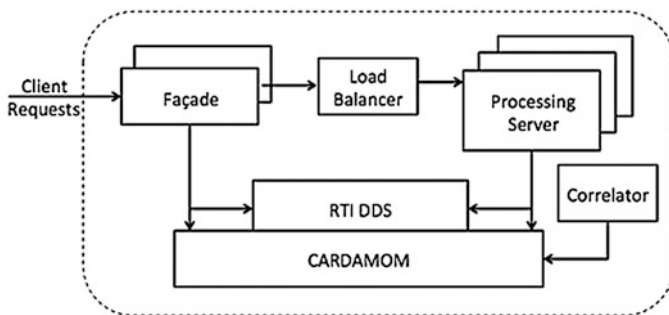 Client
Requests
Façade
Load
Balancer
Processing
Server
Correlator
RTI DDS
CARDAMOM